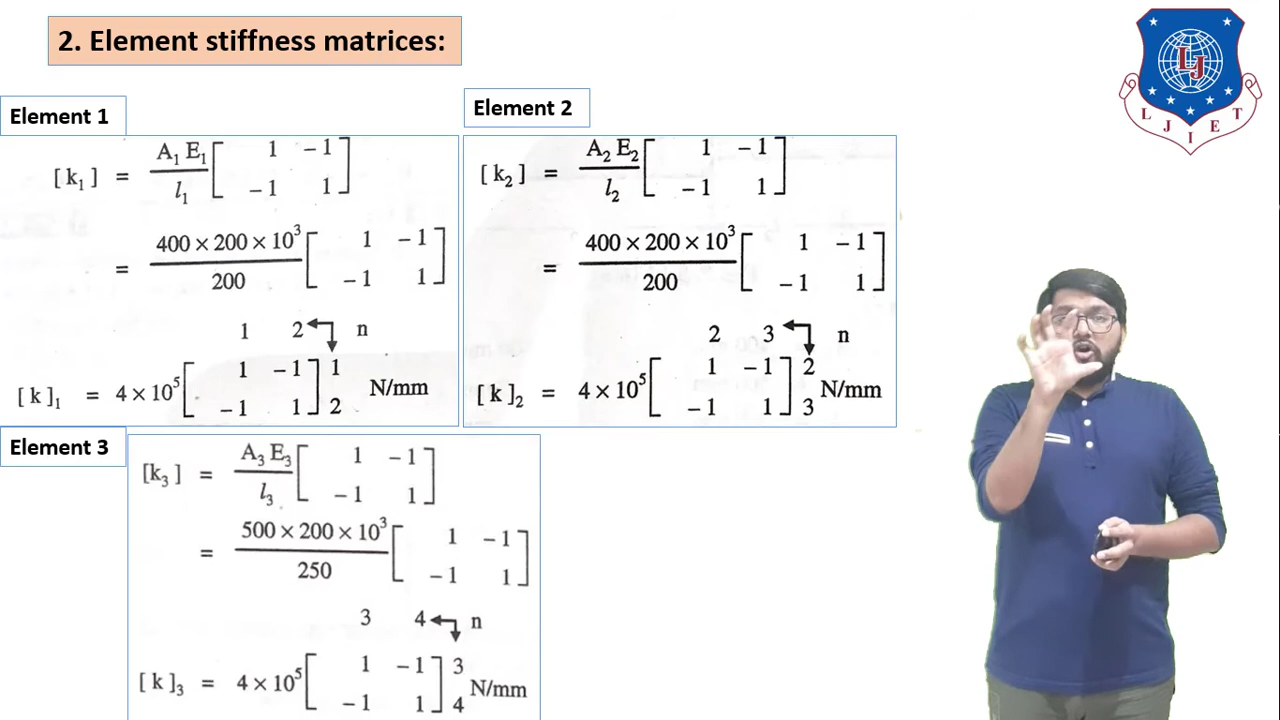 2. Element stiffness matrices:
Element 1
[ k₁ ] = A₁ E₁ / l₁ [ 1 − 1
− 1 1 ]
= 400 × 200 × 10³ / 200 [ 1 − 1
− 1 1 ]
1 2 n
[ k ]₁ = 4 × 10⁵ [ 1 − 1 ] 1 N/mm
− 1 1 2
Element 2
[ k₂ ] = A₂ E₂ / l₂ [ 1 − 1
− 1 1 ]
= 400 × 200 × 10³ / 200 [ 1 − 1
− 1 1 ]
2 3 n
[ k ]₂ = 4 × 10⁵ [ 1 − 1 ] 2 N/mm
− 1 1 3
Element 3
[k₃ ] = A₃ E₃ / l₃ [ 1 − 1
− 1 1 ]
= 500 × 200 × 10³ / 250 [ 1 − 1
− 1 1 ]
3 4 n
[ k ]₃ = 4 × 10⁵ [ 1 − 1 ] 3 N/mm
− 1 1 4
LJ
L J I E T